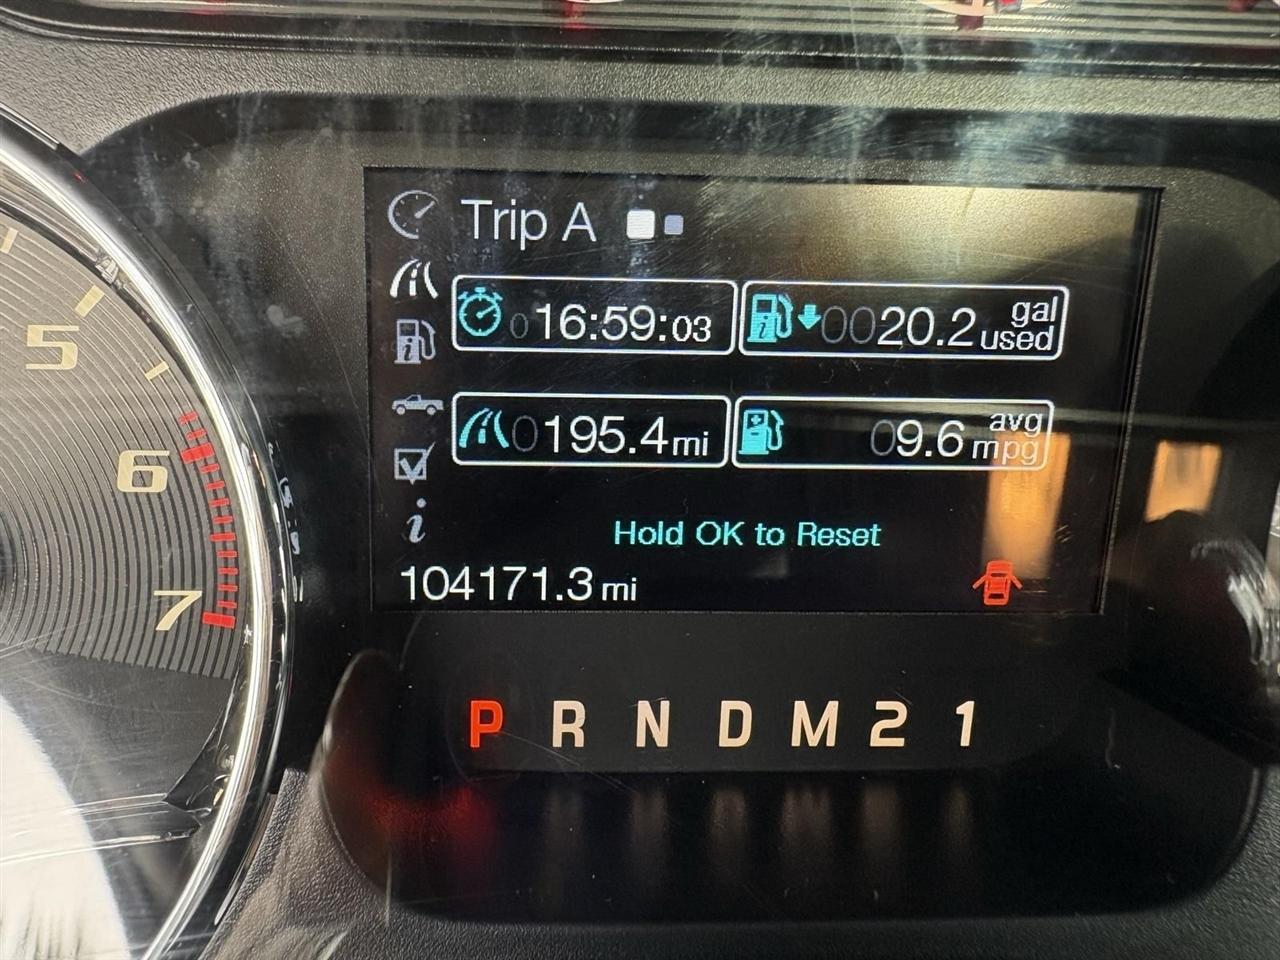 Trip A
016:59:03
0020.2 gal used
0195.4 mi
09.6 avg mpg
Hold OK to Reset
104171.3 mi
5
6
7
P R N D M 2 1